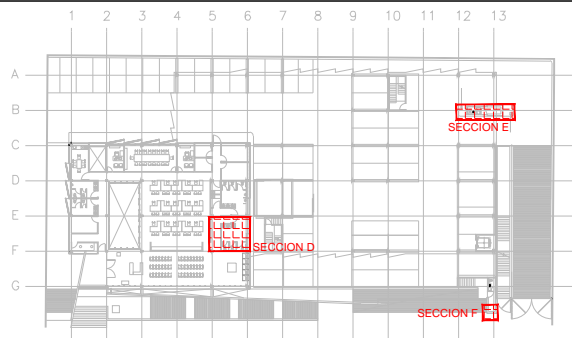 1 2 3 4 5 6 7 8 9 10 11 12 13
A
B
SECCION E
C
D
E
SECCION D
F
G
SECCION F